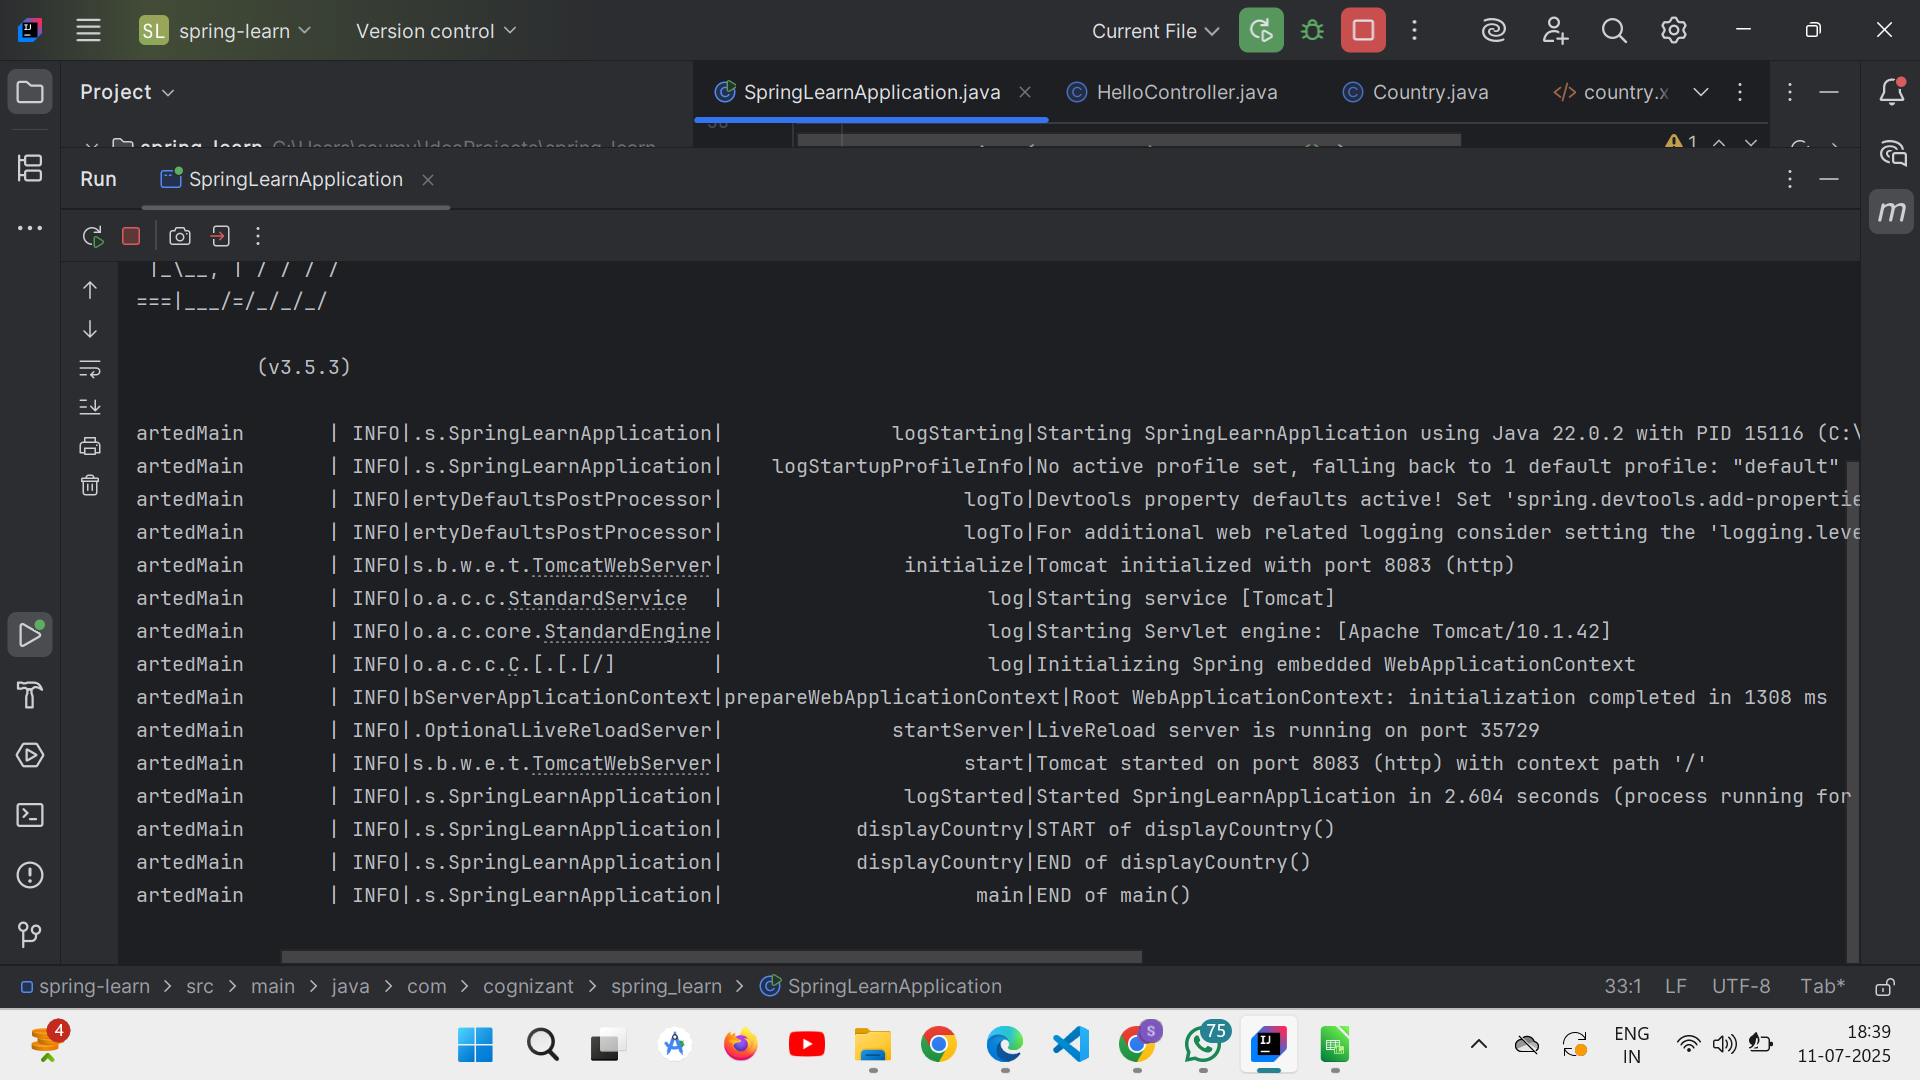 SL spring-learn Version control Current File
Project SpringLearnApplication.java HelloController.java Country.java country.x
1
Run SpringLearnApplication
|_\__, | / / / /
===|___/=/_/_/_/
(v3.5.3)
artedMain | INFO|.s.SpringLearnApplication| logStarting|Starting SpringLearnApplication using Java 22.0.2 with PID 15116 (C:\
artedMain | INFO|.s.SpringLearnApplication| logStartupProfileInfo|No active profile set, falling back to 1 default profile: "default"
artedMain | INFO|ertyDefaultsPostProcessor| logTo|Devtools property defaults active! Set 'spring.devtools.add-propertie
artedMain | INFO|ertyDefaultsPostProcessor| logTo|For additional web related logging consider setting the 'logging.leve
artedMain | INFO|s.b.w.e.t.TomcatWebServer| initialize|Tomcat initialized with port 8083 (http)
artedMain | INFO|o.a.c.c.StandardService | log|Starting service [Tomcat]
artedMain | INFO|o.a.c.core.StandardEngine| log|Starting Servlet engine: [Apache Tomcat/10.1.42]
artedMain | INFO|o.a.c.c.C.[.[.[/] | log|Initializing Spring embedded WebApplicationContext
artedMain | INFO|bServerApplicationContext|prepareWebApplicationContext|Root WebApplicationContext: initialization completed in 1308 ms
artedMain | INFO|.OptionalLiveReloadServer| startServer|LiveReload server is running on port 35729
artedMain | INFO|s.b.w.e.t.TomcatWebServer| start|Tomcat started on port 8083 (http) with context path '/'
artedMain | INFO|.s.SpringLearnApplication| logStarted|Started SpringLearnApplication in 2.604 seconds (process running for
artedMain | INFO|.s.SpringLearnApplication| displayCountry|START of displayCountry()
artedMain | INFO|.s.SpringLearnApplication| displayCountry|END of displayCountry()
artedMain | INFO|.s.SpringLearnApplication| main|END of main()
spring-learn > src > main > java > com > cognizant > spring_learn > SpringLearnApplication 33:1 LF UTF-8 Tab*
4 S 75 ENG 18:39
IN 11-07-2025